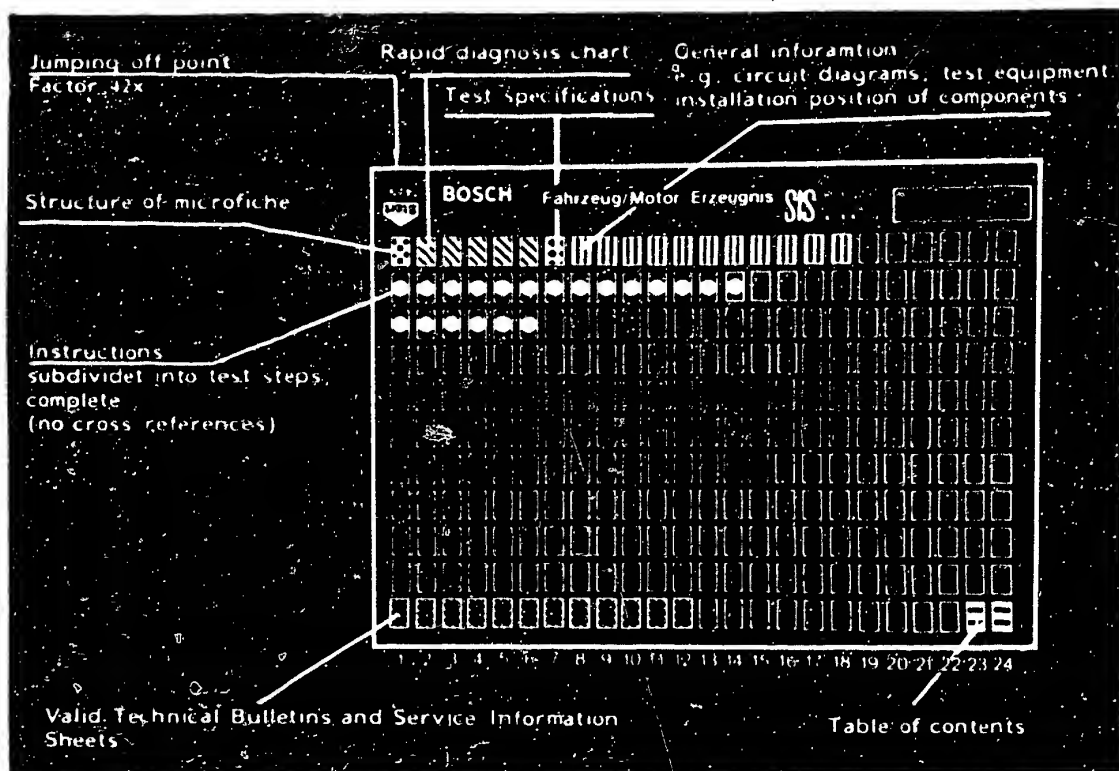 Jumping off point
Factor 42x
Rapid diagnosis chart
Test specifications
General inforamtion
e.g. circuit diagrams, test equipment
installation position of components
Structure of microfiche
BOSCH Fahrzeug/Motor Erzeugnis SIS ...
Instructions
subdividet into test steps,
complete
(no cross references)
1 2 3 4 5 6 7 8 9 10 11 12 13 14 15 16 17 18 19 20 21 22 23 24
Valid Technical Bulletins and Service Information
Sheets
Table of contents